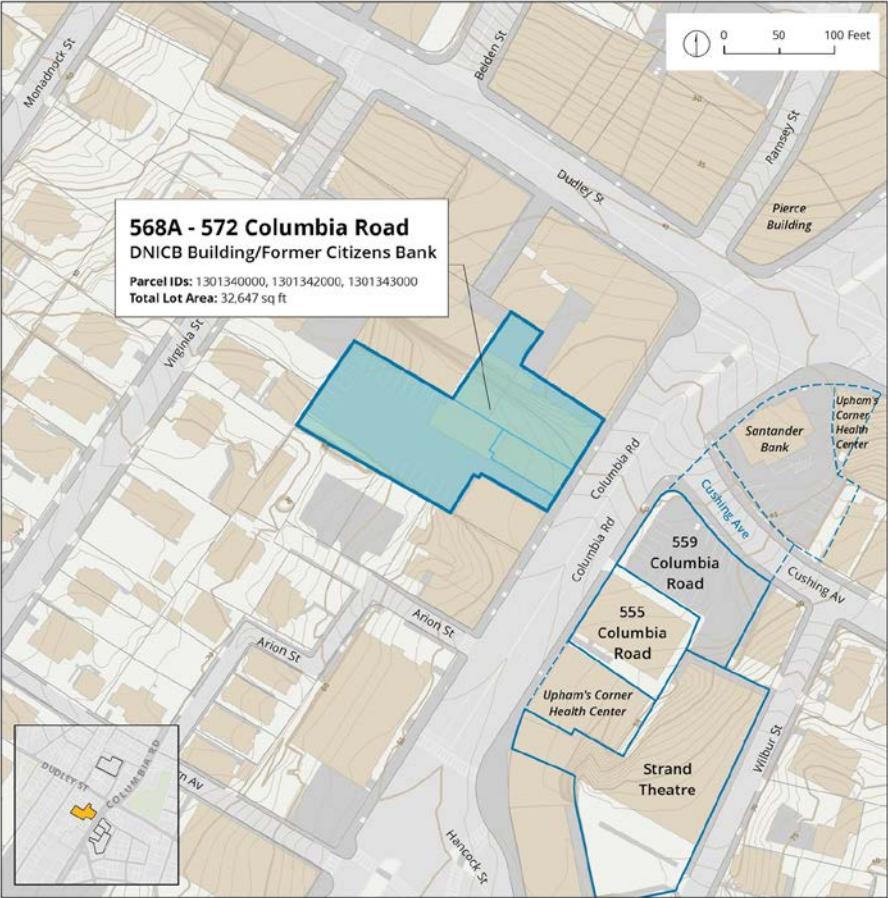 Monadnock St
Belden St
0 50 100 Feet
Ramsey St
Dudley St
Pierce
Building
568A - 572 Columbia Road
DNICB Building/Former Citizens Bank
Parcel IDs: 1301340000, 1301342000, 1301343000
Total Lot Area: 32,647 sq ft
Virginia St
Upham's
Corner
Health
Center
Santander
Bank
Columbia Rd
Cushing Ave
Columbia Rd
559
Columbia
Road
Cushing Av
555
Columbia
Road
Arion St
Arion St
Upham's Corner
Health Center
Strand
Theatre
Wilbur St
DUDLEY ST
COLUMBIA RD
Av
Hancock St